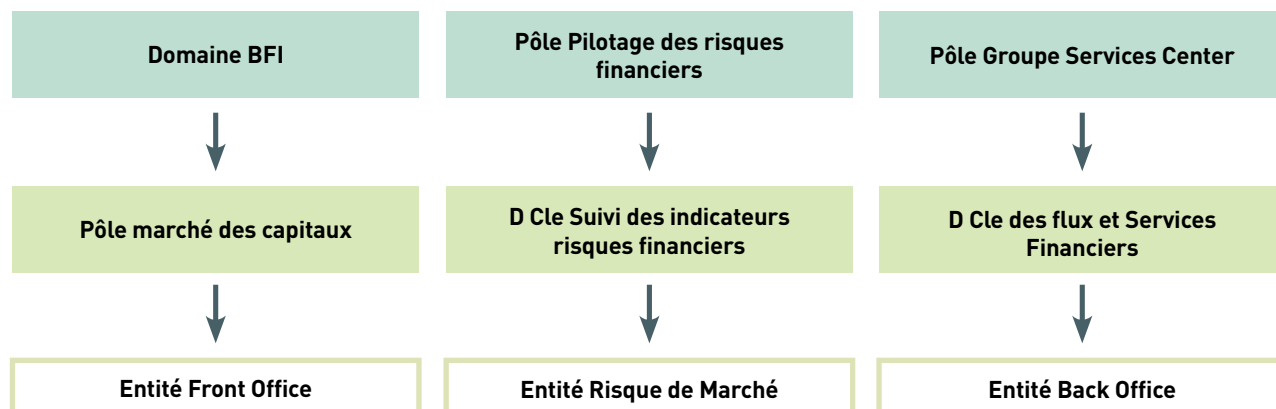 Domaine BFI
Pôle Pilotage des risques
financiers
Pôle Groupe Services Center
Pôle marché des capitaux
D Cle Suivi des indicateurs
risques financiers
D Cle des flux et Services
Financiers
Entité Front Office
Entité Risque de Marché
Entité Back Office